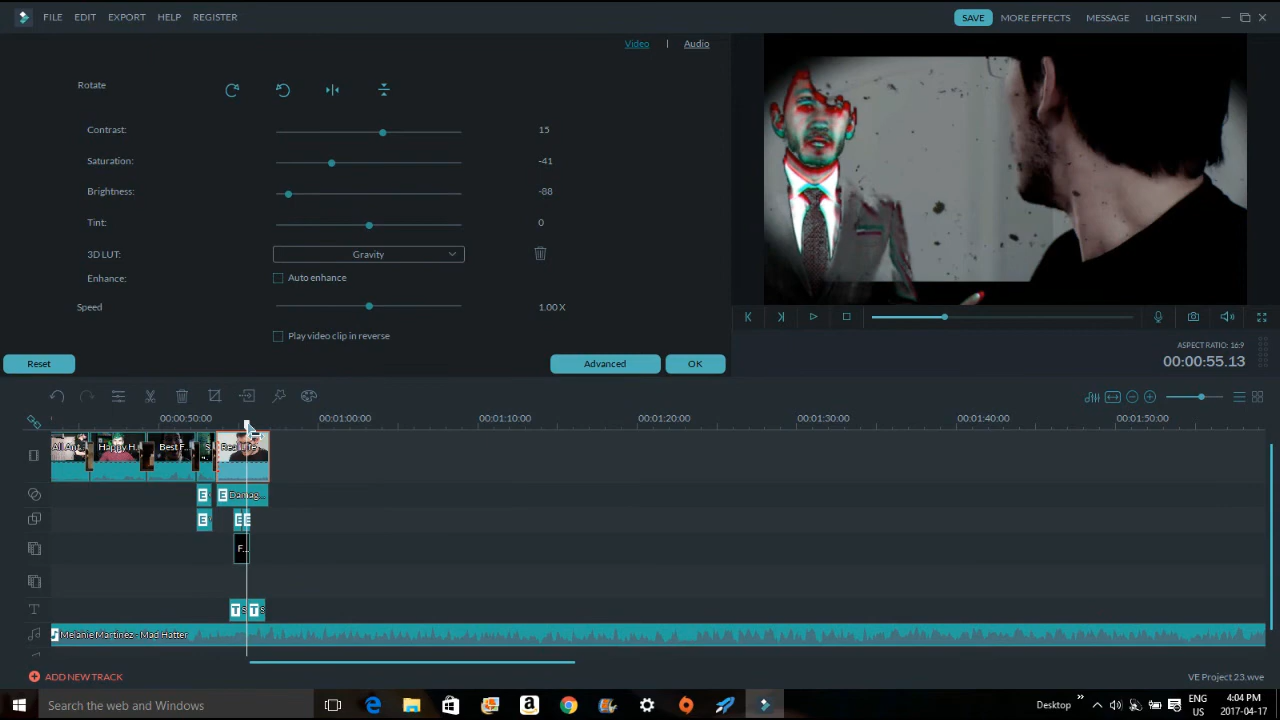 FILE EDIT EXPORT HELP REGISTER SAVE MORE EFFECTS MESSAGE LIGHT SKIN
Video | Audio
Rotate
Contrast: 15
Saturation: -41
Brightness: -88
Tint: 0
3D LUT: Gravity
Enhance: Auto enhance
Speed 1.00 X
Play video clip in reverse
Reset Advanced OK
ASPECT RATIO: 16:9
00:00:55.13
00:00:50:00 00:01:00:00 00:01:10:00 00:01:20:00 00:01:30:00 00:01:40:00 00:01:50:00
All Ant... Happy H... Best F... S...
E E Damag...
E E E
F...
T s T s
Melanie Martinez - Mad Hatter
ADD NEW TRACK VE Project 23.wve
Search the web and Windows Desktop » ENG US 4:04 PM 2017-04-17